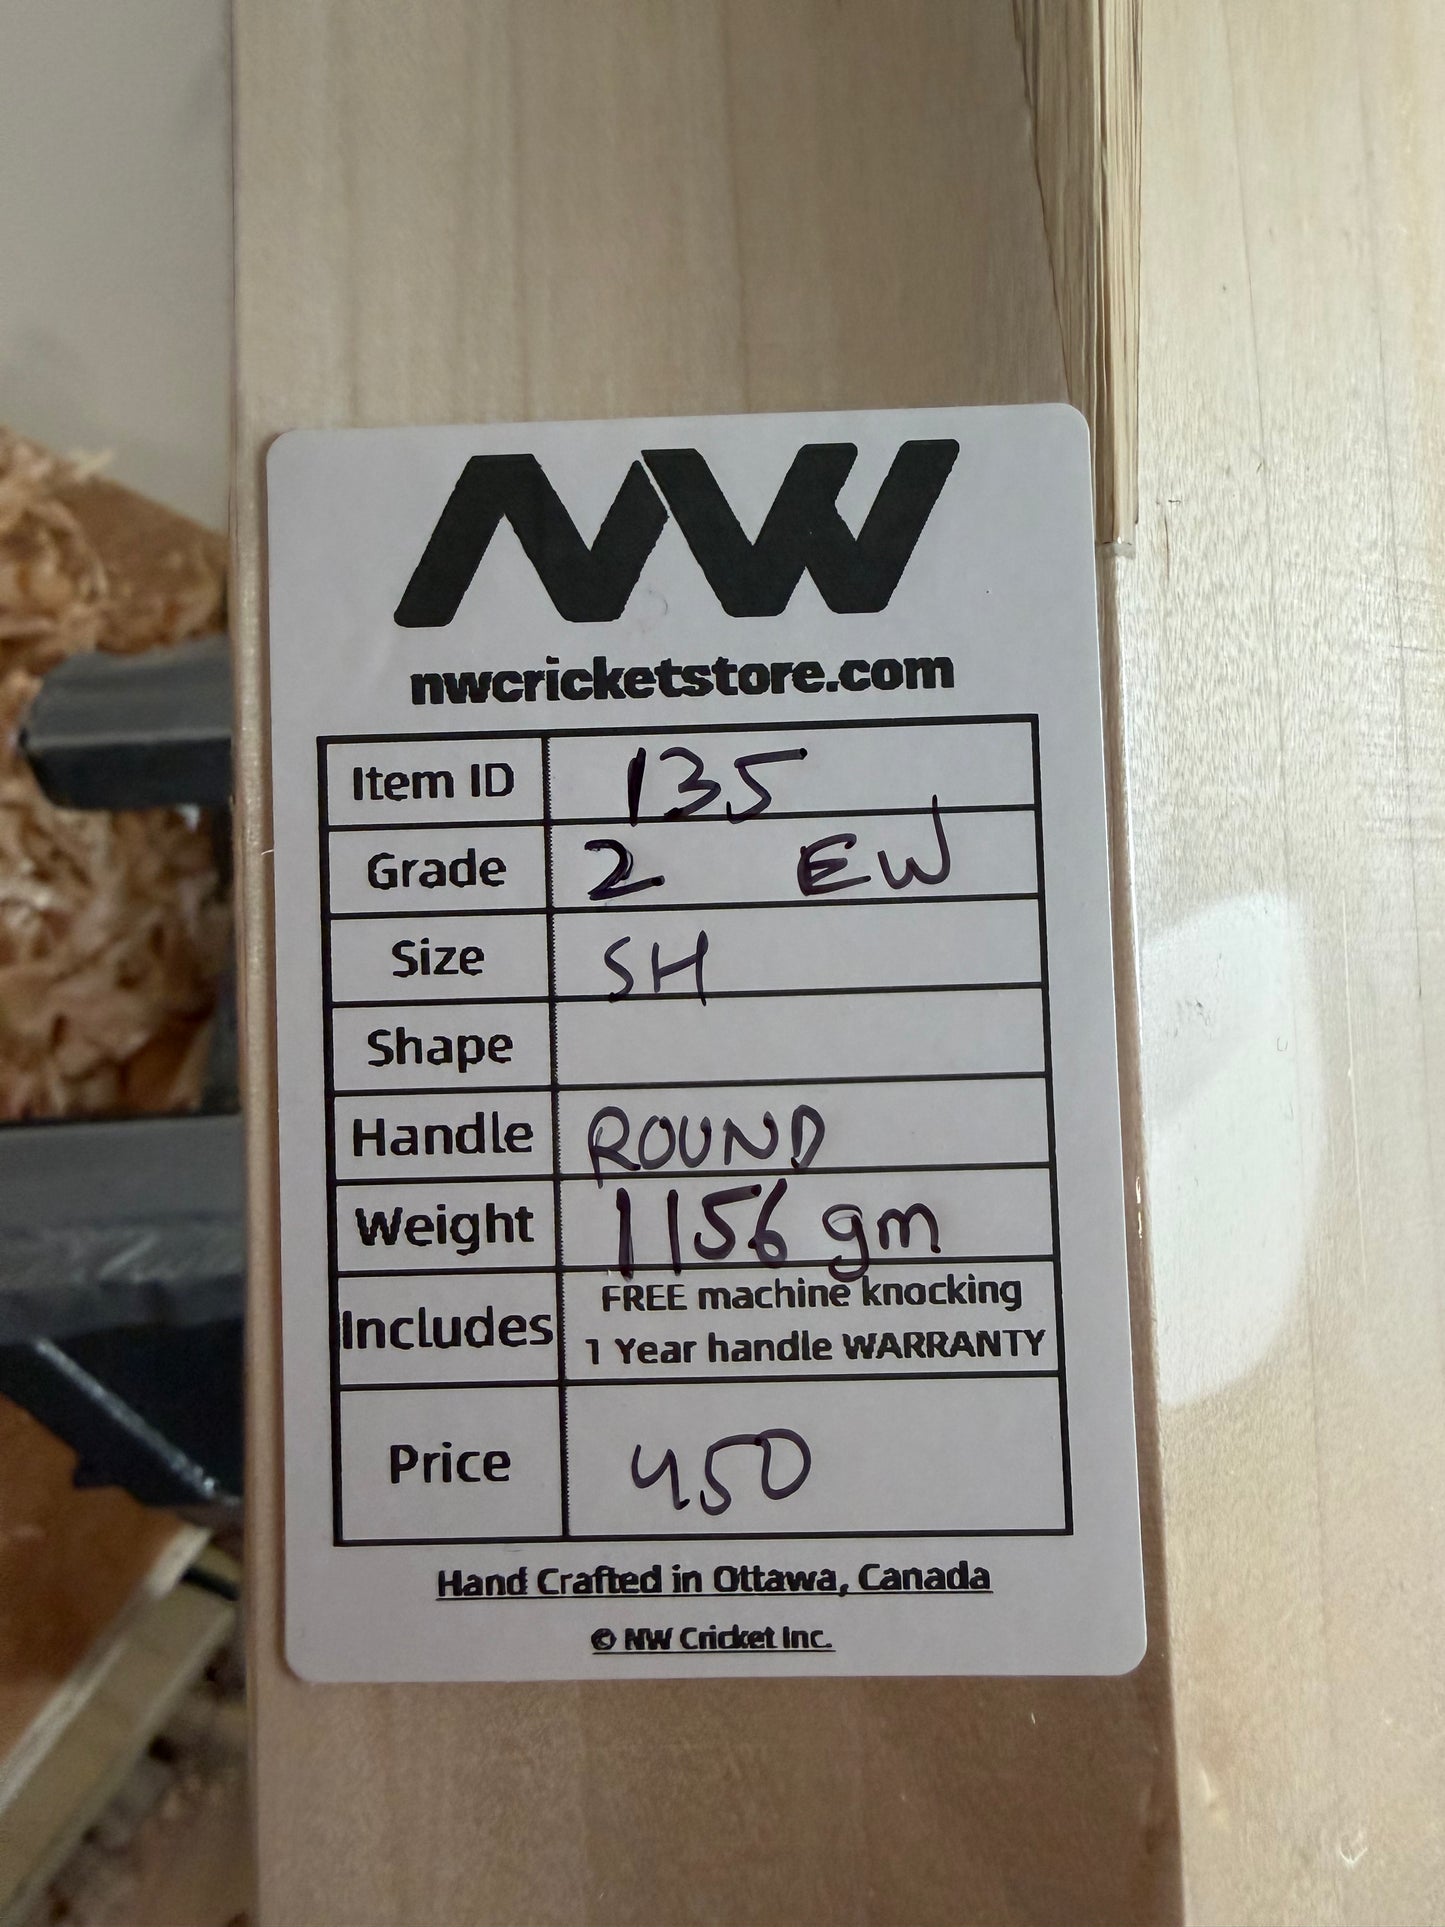 NW
nwcricketstore.com
Item ID 135
Grade 2 EW
Size SH
Shape
Handle ROUND
Weight 1156 gm
Includes FREE machine knocking
1 Year handle WARRANTY
Price 450
Hand Crafted in Ottawa, Canada
© NW Cricket Inc.